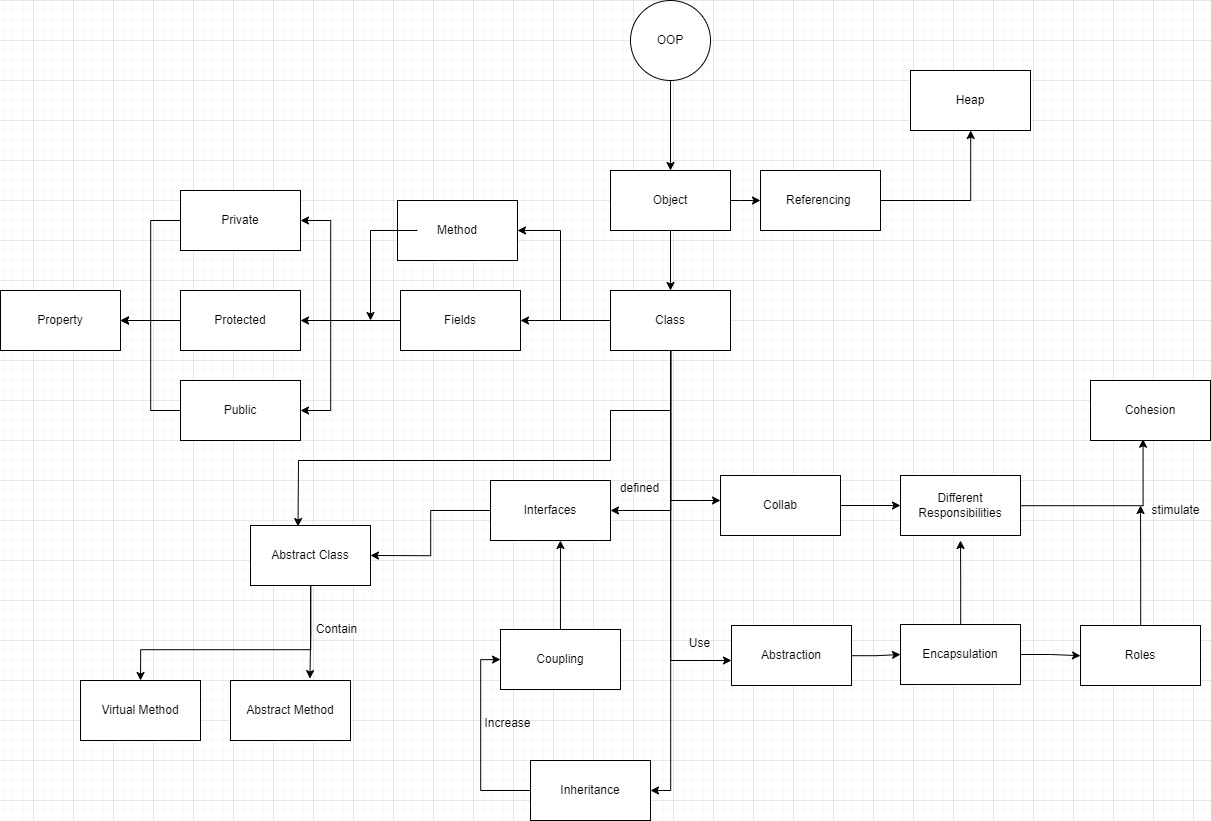 OOP
Heap
Object
Referencing
Private
Method
Property
Protected
Fields
Class
Public
Cohesion
defined
Interfaces
Collab
Different
Responsibilities
stimulate
Abstract Class
Contain
Use
Coupling
Abstraction
Encapsulation
Roles
Virtual Method
Abstract Method
Increase
Inheritance